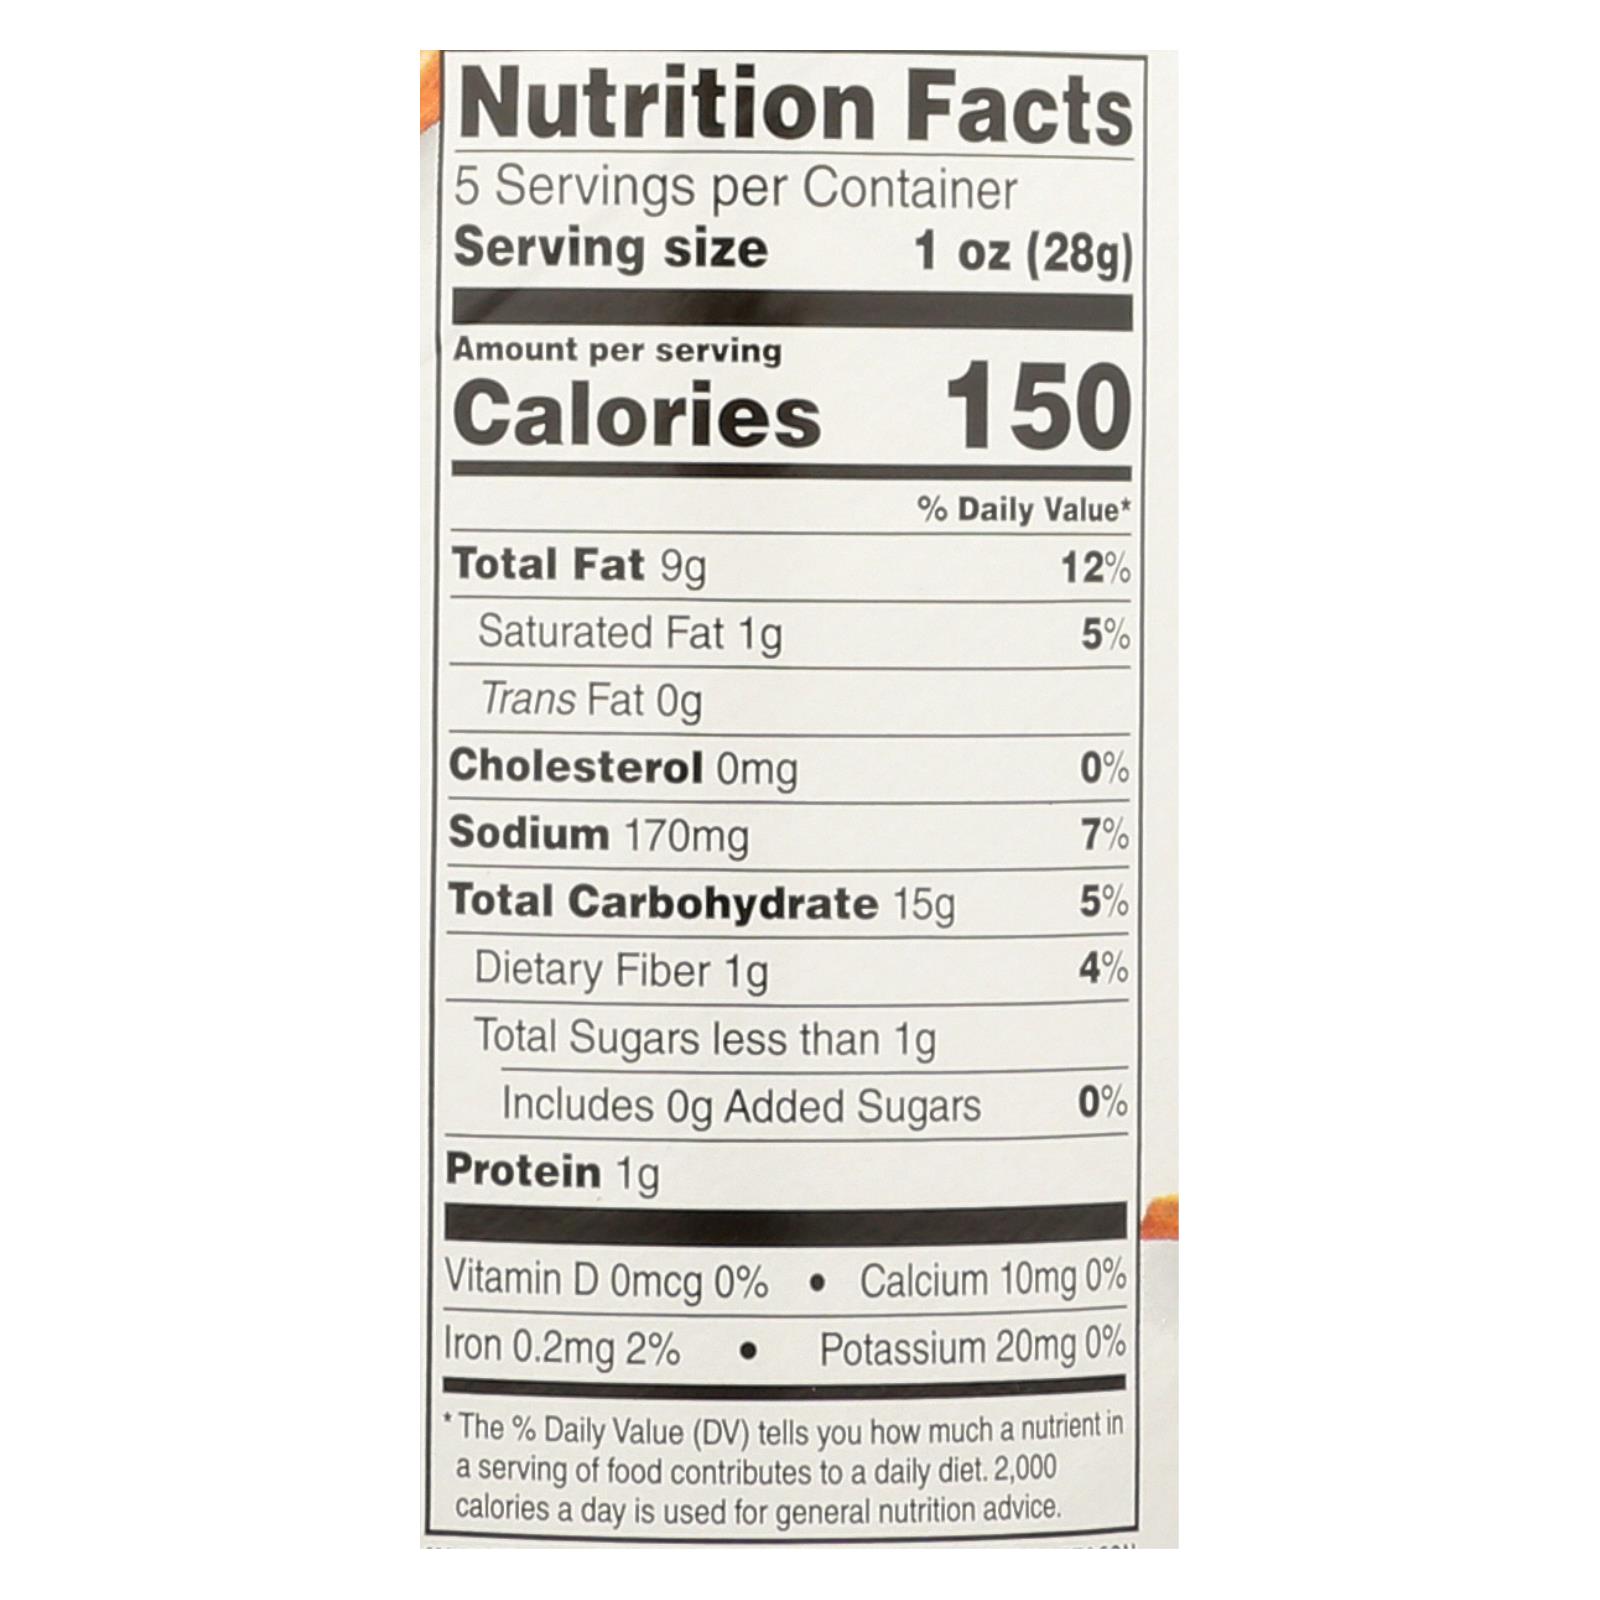 Nutrition Facts
5 Servings per Container
Serving size 1 oz (28g)
Amount per serving
Calories 150
% Daily Value*
Total Fat 9g 12%
Saturated Fat 1g 5%
Trans Fat 0g
Cholesterol 0mg 0%
Sodium 170mg 7%
Total Carbohydrate 15g 5%
Dietary Fiber 1g 4%
Total Sugars less than 1g
Includes 0g Added Sugars 0%
Protein 1g
Vitamin D 0mcg 0% • Calcium 10mg 0%
Iron 0.2mg 2% • Potassium 20mg 0%
* The % Daily Value (DV) tells you how much a nutrient in
a serving of food contributes to a daily diet. 2,000
calories a day is used for general nutrition advice.